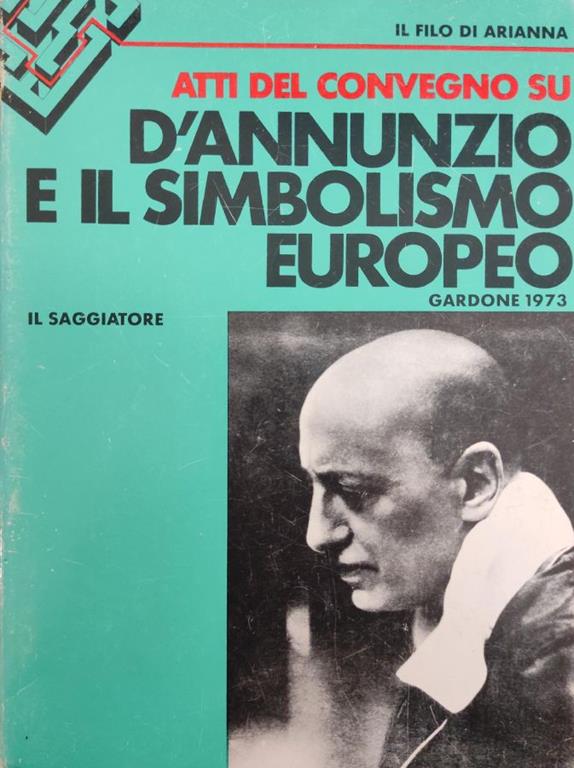 IL FILO DI ARIANNA
ATTI DEL CONVEGNO SU
D'ANNUNZIO
E IL SIMBOLISMO
EUROPEO
GARDONE 1973
IL SAGGIATORE